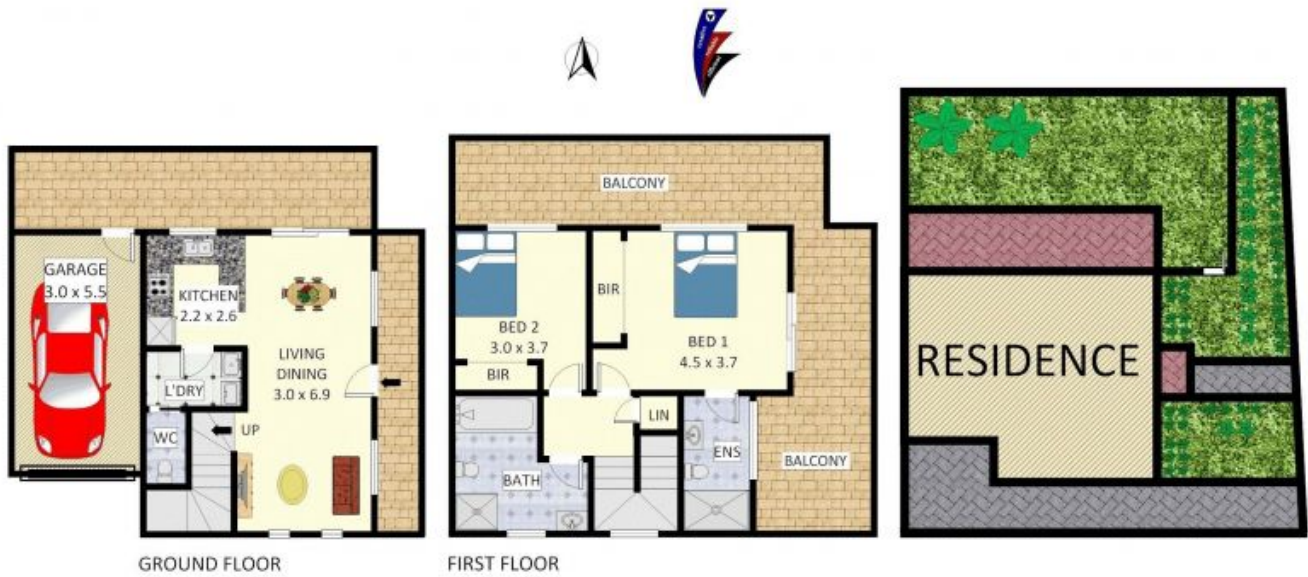 GARAGE
3.0 x 5.5
KITCHEN
2.2 x 2.6
LIVING
DINING
3.0 x 6.9
L'DRY
WC
UP
GROUND FLOOR
BALCONY
BED 2
3.0 x 3.7
BIR
BIR
BED 1
4.5 x 3.7
LIN
ENS
BATH
BALCONY
FIRST FLOOR
RESIDENCE